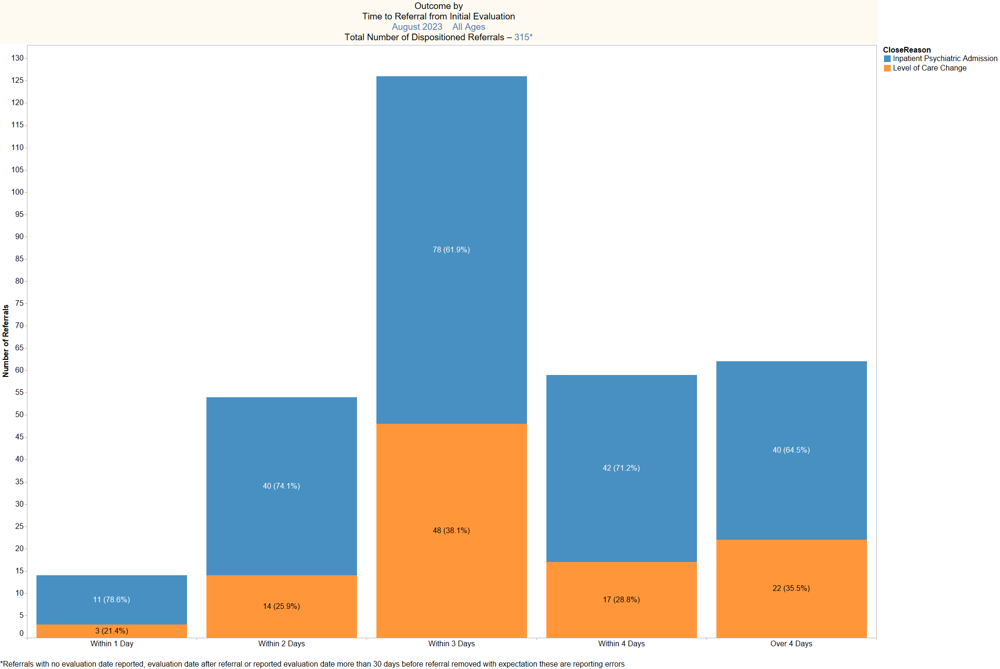 Outcome by
Time to Referral from Initial Evaluation
August 2023 All Ages
Total Number of Dispositioned Referrals – 315*
CloseReason
Inpatient Psychiatric Admission
Level of Care Change
Number of Referrals
130
125
120
115
110
105
100
95
90
85
80
75
70
65
60
55
50
45
40
35
30
25
20
15
10
5
0
11 (78.6%)
3 (21.4%)
40 (74.1%)
14 (25.9%)
78 (61.9%)
48 (38.1%)
42 (71.2%)
17 (28.8%)
40 (64.5%)
22 (35.5%)
Within 1 Day
Within 2 Days
Within 3 Days
Within 4 Days
Over 4 Days
*Referrals with no evaluation date reported, evaluation date after referral or reported evaluation date more than 30 days before referral removed with expectation these are reporting errors